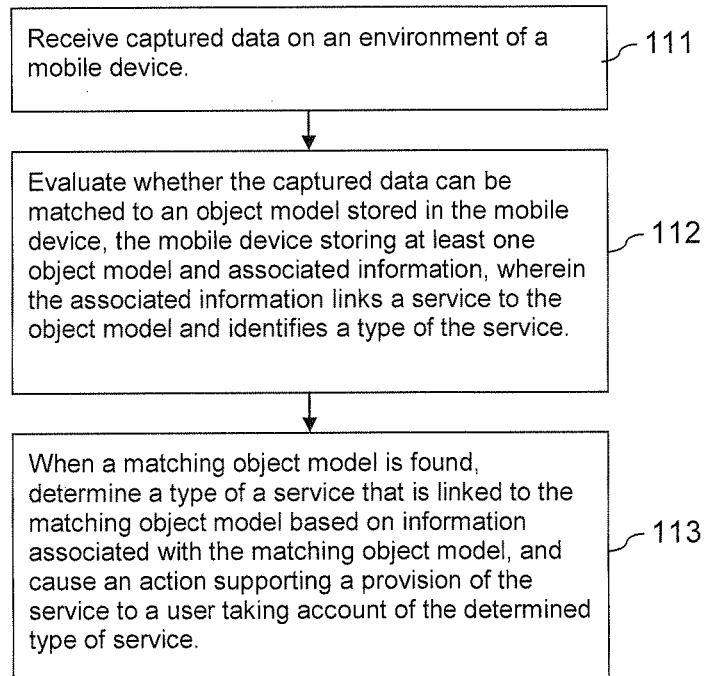 Receive captured data on an environment of a
mobile device.
111
Evaluate whether the captured data can be
matched to an object model stored in the mobile
device, the mobile device storing at least one
object model and associated information, wherein
the associated information links a service to the
object model and identifies a type of the service.
112
When a matching object model is found,
determine a type of a service that is linked to the
matching object model based on information
associated with the matching object model, and
cause an action supporting a provision of the
service to a user taking account of the determined
type of service.
113